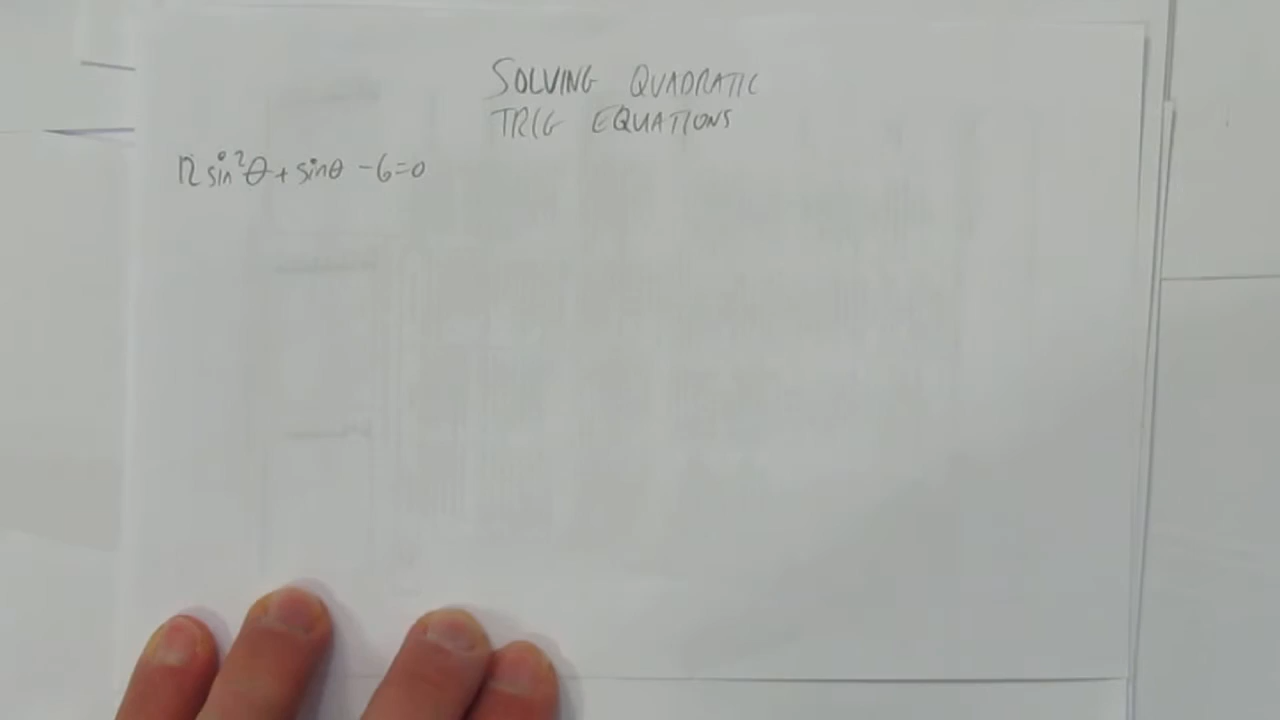 SOLVING QUADRATIC
TRIG EQUATIONS
12 sin²θ + sinθ - 6 = 0